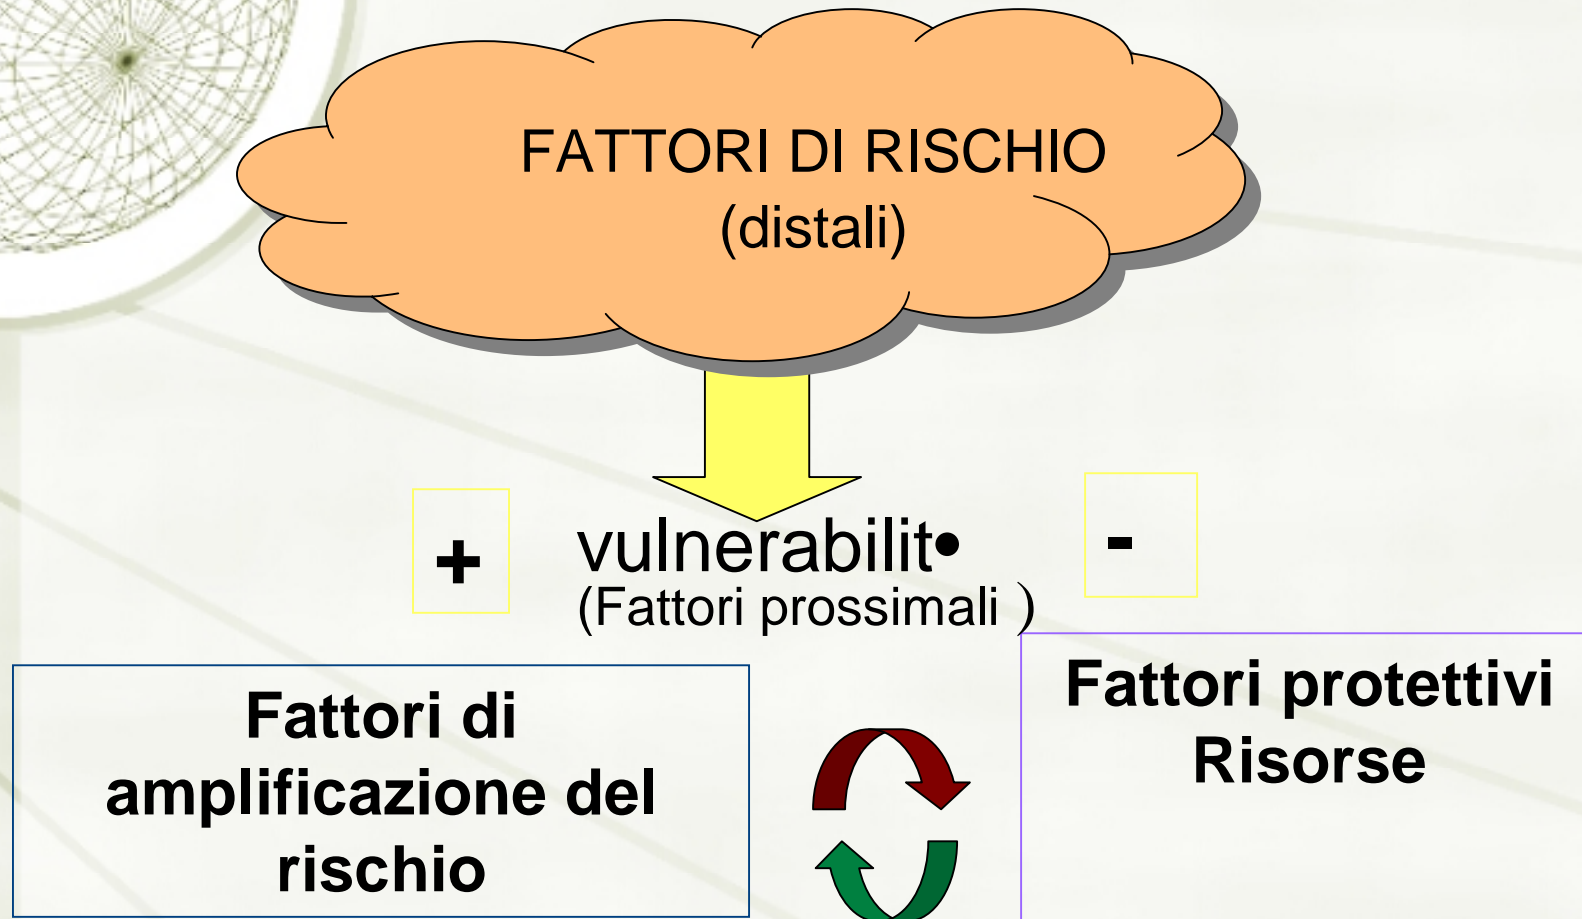 FATTORI DI RISCHIO
(distali)
+
vulnerabilit•
-
(Fattori prossimali )
Fattori di
amplificazione del
rischio
Fattori protettivi
Risorse